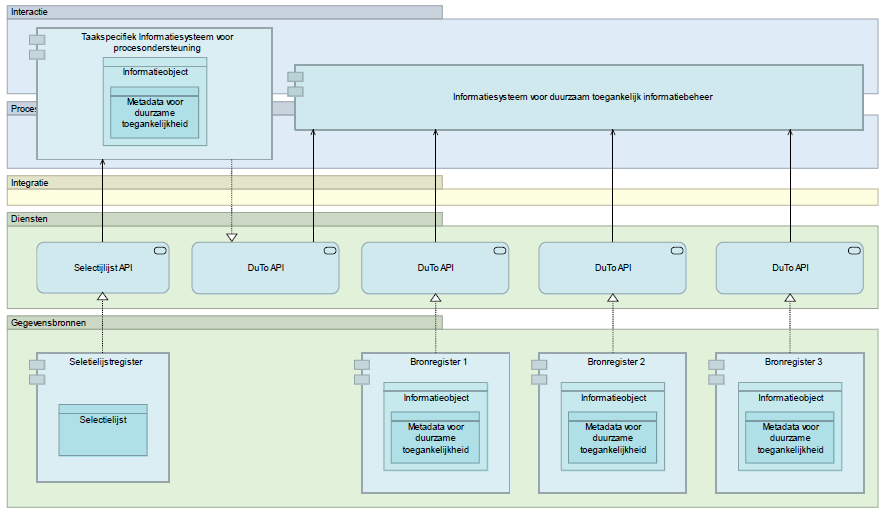 Interactie
Taakspecifiek Informatiesysteem voor
procesondersteuning
Informatieobject
Metadata voor
duurzame
toegankelijkheid
Informatiesysteem voor duurzaam toegankelijk informatiebeheer
Proces
Integratie
Diensten
Selectijlijst API
DuTo API
DuTo API
DuTo API
DuTo API
Gegevensbronnen
Seletielijstregister
Selectielijst
Bronregister 1
Informatieobject
Metadata voor
duurzame
toegankelijkheid
Bronregister 2
Informatieobject
Metadata voor
duurzame
toegankelijkheid
Bronregister 3
Informatieobject
Metadata voor
duurzame
toegankelijkheid